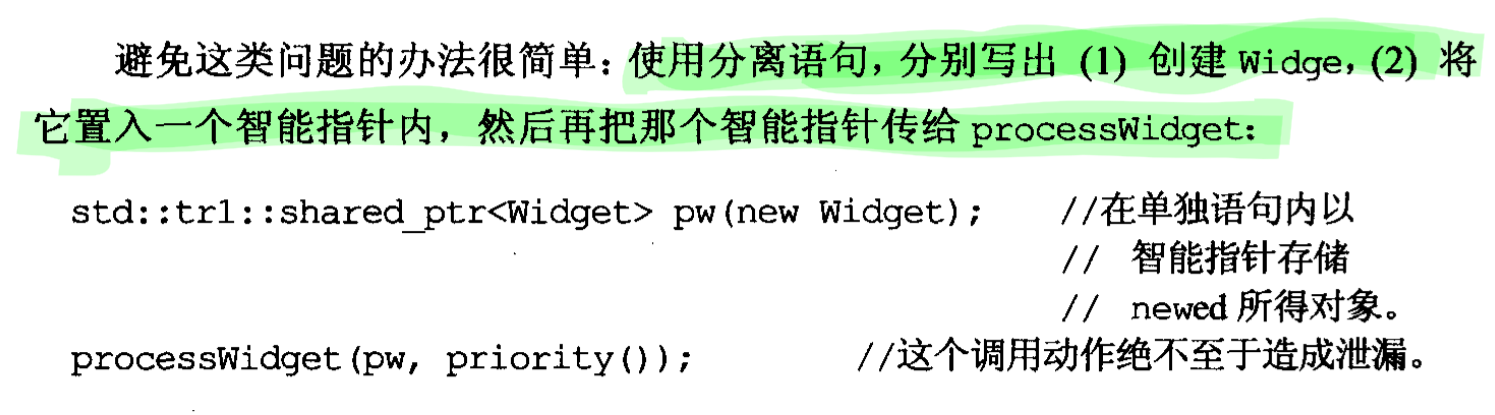 避免这类问题的办法很简单：使用分离语句，分别写出 (1) 创建 Widge，(2) 将
它置入一个智能指针内，然后再把那个智能指针传给 processWidget：
std::tr1::shared_ptr<Widget> pw(new Widget); //在单独语句内以
// 智能指针存储
// newed 所得对象。
processWidget(pw, priority()); //这个调用动作绝不至于造成泄漏。